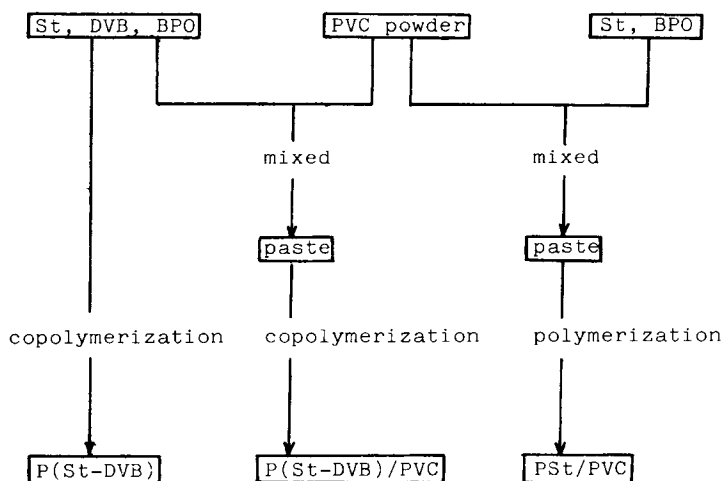 St, DVB, BPO
PVC powder
St, BPO
mixed
mixed
paste
paste
copolymerization
copolymerization
polymerization
P(St-DVB)
P(St-DVB)/PVC
PSt/PVC